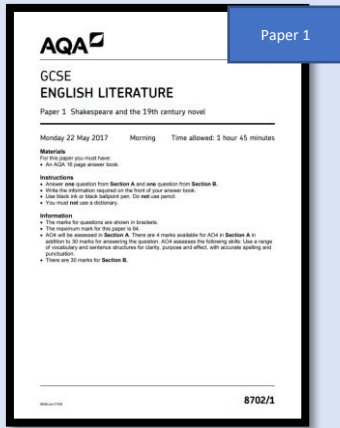 Paper 1
AQA
GCSE
ENGLISH LITERATURE
Paper 1 Shakespeare and the 19th century novel
Monday 22 May 2017 Morning Time allowed: 1 hour 45 minutes
Materials
For this paper you must have:
• An AQA 16 page answer book.
Instructions
• Answer one question from Section A and one question from Section B.
• Write the information required on the front of your answer book.
• Use black ink or black ballpoint pen. Do not use pencil.
• You must not use a dictionary.
Information
• The marks for questions are shown in brackets.
• The maximum mark for this paper is 64.
• AO4 will be assessed in Section A. There are 4 marks available for AO4 in Section A in
addition to 30 marks for answering the question. AO4 assesses the following skills: Use a range
of vocabulary and sentence structures for clarity, purpose and effect, with accurate spelling and
punctuation.
• There are 30 marks for Section B.
8702/1